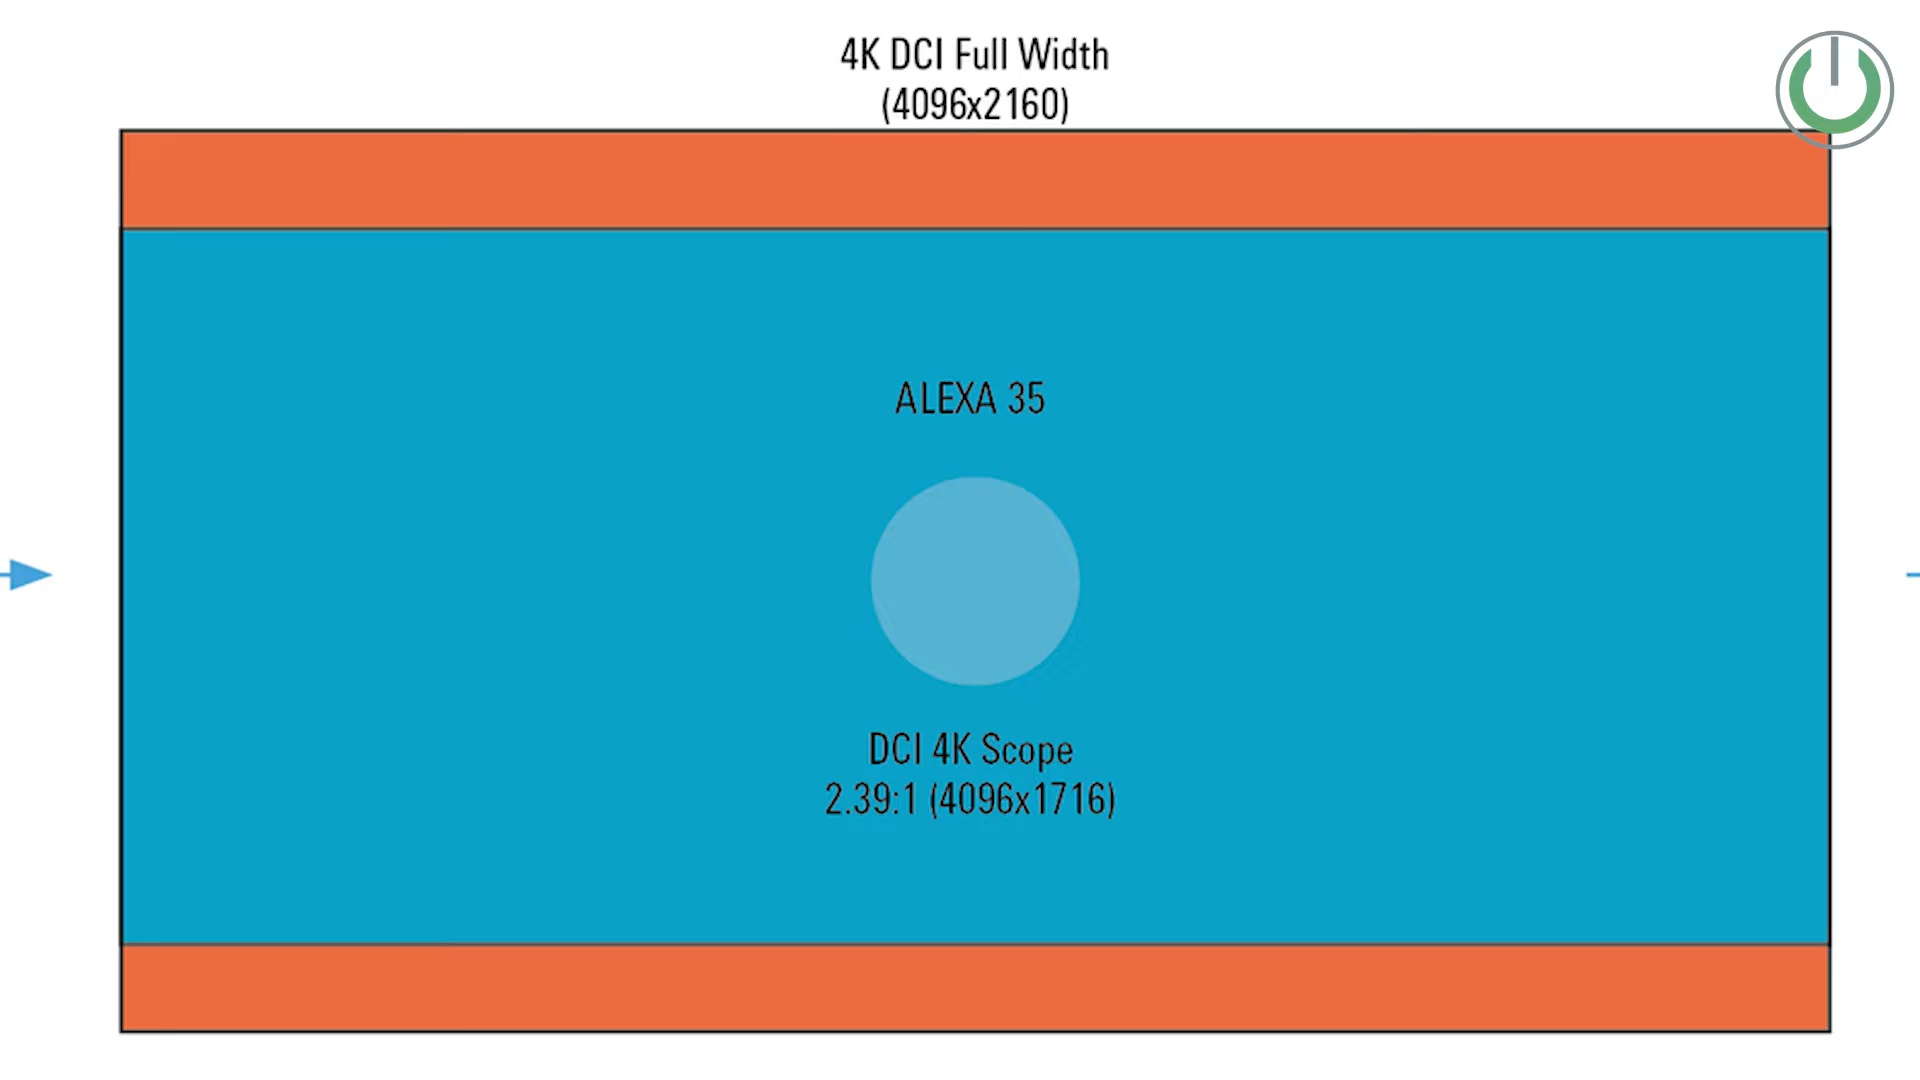 4K DCI Full Width
(4096x2160)
ALEXA 35
DCI 4K Scope
2.39:1 (4096x1716)